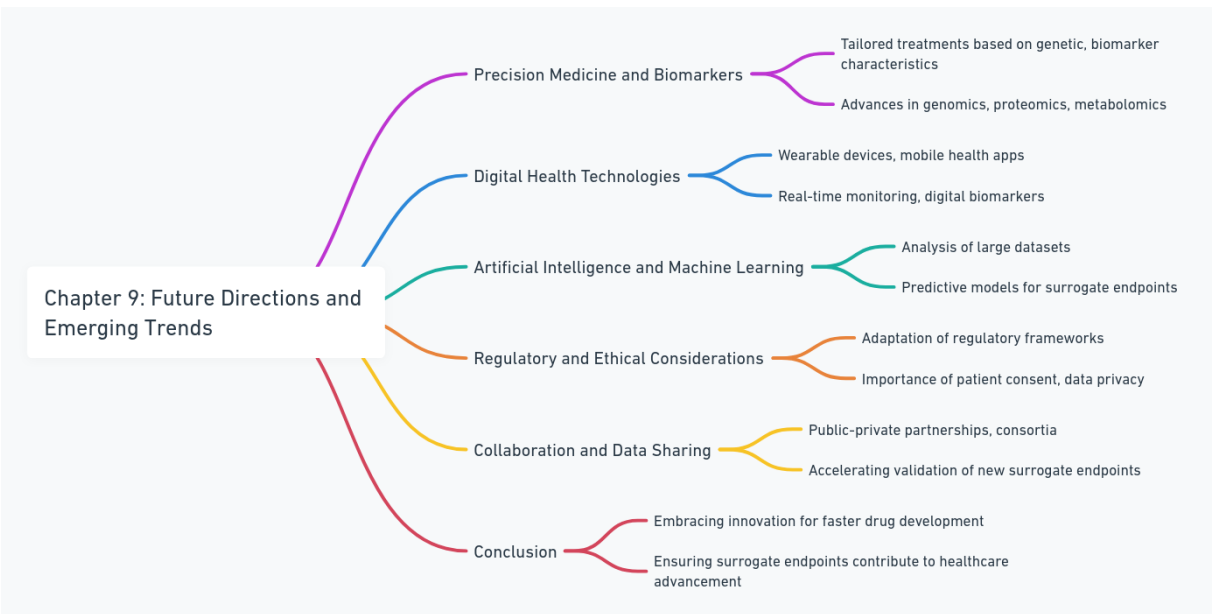 Chapter 9: Future Directions and
Emerging Trends
Precision Medicine and Biomarkers
Tailored treatments based on genetic, biomarker
characteristics
Advances in genomics, proteomics, metabolomics
Digital Health Technologies
Wearable devices, mobile health apps
Real-time monitoring, digital biomarkers
Artificial Intelligence and Machine Learning
Analysis of large datasets
Predictive models for surrogate endpoints
Regulatory and Ethical Considerations
Adaptation of regulatory frameworks
Importance of patient consent, data privacy
Collaboration and Data Sharing
Public-private partnerships, consortia
Accelerating validation of new surrogate endpoints
Conclusion
Embracing innovation for faster drug development
Ensuring surrogate endpoints contribute to healthcare
advancement